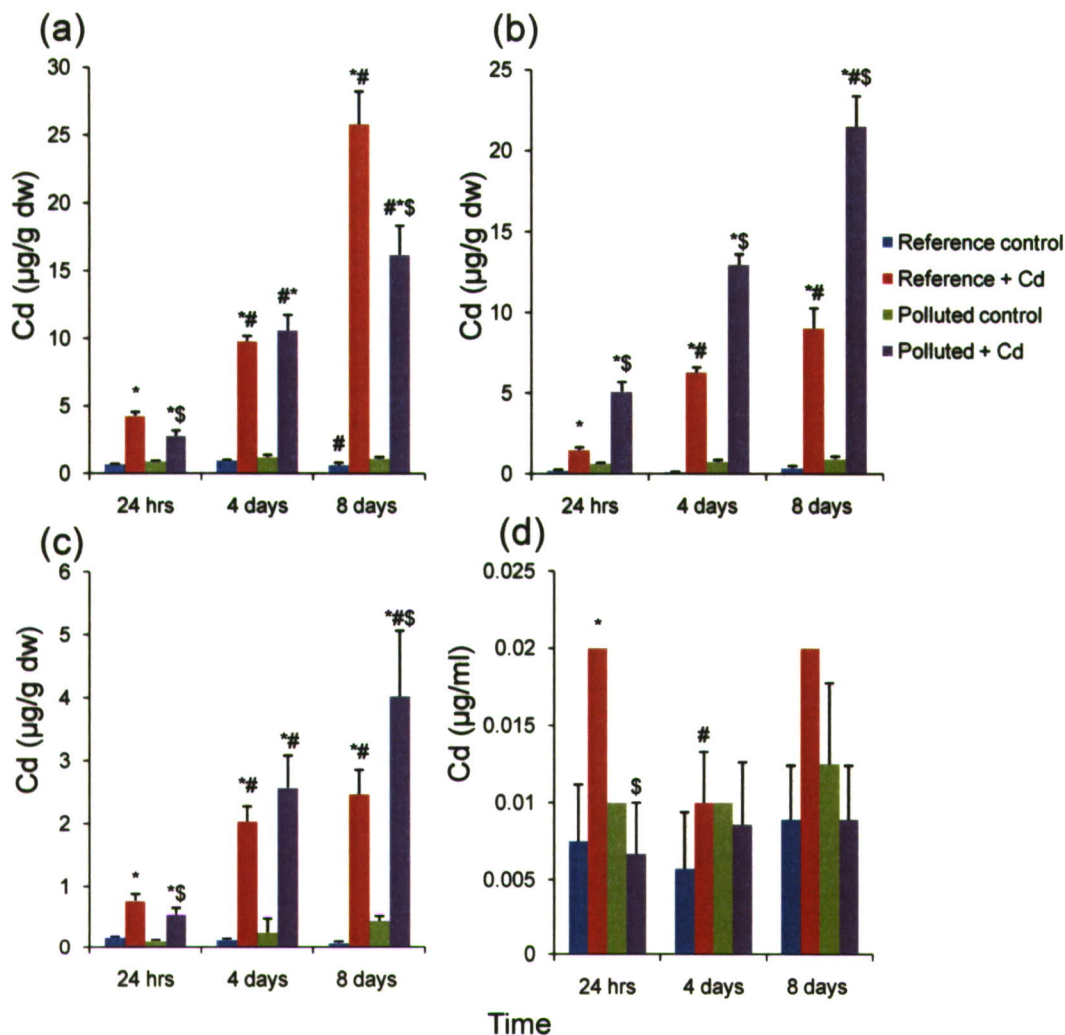 (a)
30
25
20
15
10
5
0
Cd (µg/g dw)
*
*$
*#
#*
#
*#
#*$
24 hrs 4 days 8 days
(b)
25
20
15
10
5
0
Cd (µg/g dw)
*
*$
*#
*$
*#
*#$
24 hrs 4 days 8 days
Reference control
Reference + Cd
Polluted control
Polluted + Cd
(c)
6
5
4
3
2
1
0
Cd (µg/g dw)
*
*$
*#
*#
*#
*#$
24 hrs 4 days 8 days
(d)
0.025
0.02
0.015
0.01
0.005
0
Cd (µg/ml)
*
$
#
24 hrs 4 days 8 days
Time